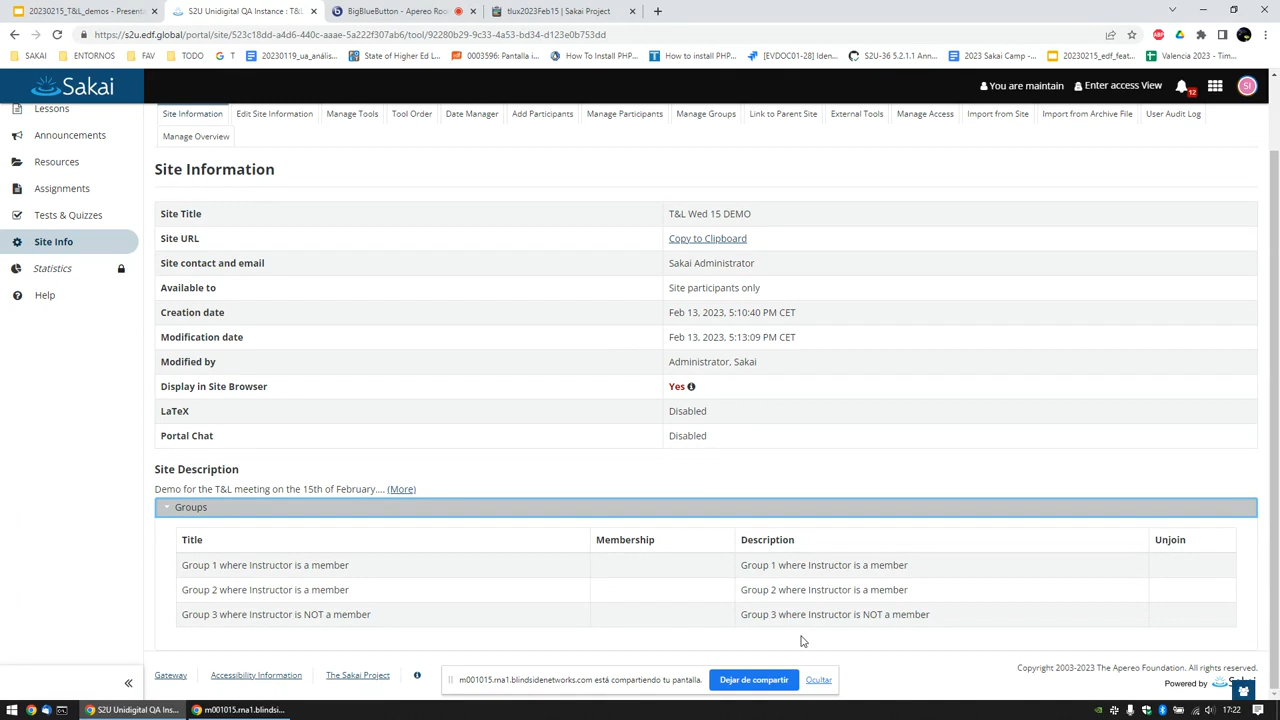 20230215_T&L_demos - Present
S2U Unidigital QA Instance : T&L
BigBlueButton - Apereo Roo
tlux2023Feb15 | Sakai Project
https://s2u.edf.global/portal/site/523c18dd-a4d6-440c-aaae-5a222f307ab6/tool/92280b29-9c33-4a53-bd34-d123e0b753dd
SAKAI
ENTORNOS
FAV
TODO
T
20230119_ua_anális...
State of Higher Ed L...
0003596: Pantalla i...
How To Install PHP...
How to install PHP...
[EVDOC01-28] Iden...
S2U-36 5.2.1.1 Ann...
2023 Sakai Camp -...
20230215_edf_feat...
Valencia 2023 - Tim...
Sakai
You are maintain
Enter access View
12
SI
Lessons
Announcements
Resources
Assignments
Tests & Quizzes
Site Info
Statistics
Help
Site Information
Edit Site Information
Manage Tools
Tool Order
Date Manager
Add Participants
Manage Participants
Manage Groups
Link to Parent Site
External Tools
Manage Access
Import from Site
Import from Archive File
User Audit Log
Manage Overview
Site Information
Site Title T&L Wed 15 DEMO
Site URL Copy to Clipboard
Site contact and email Sakai Administrator
Available to Site participants only
Creation date Feb 13, 2023, 5:10:40 PM CET
Modification date Feb 13, 2023, 5:13:09 PM CET
Modified by Administrator, Sakai
Display in Site Browser Yes
LaTeX Disabled
Portal Chat Disabled
Site Description
Demo for the T&L meeting on the 15th of February.... (More)
Groups
Title Membership Description Unjoin
Group 1 where Instructor is a member Group 1 where Instructor is a member
Group 2 where Instructor is a member Group 2 where Instructor is a member
Group 3 where Instructor is NOT a member Group 3 where Instructor is NOT a member
Gateway
Accessibility Information
The Sakai Project
m001015.rna1.blindsidenetworks.com está compartiendo tu pantalla.
Dejar de compartir
Ocultar
Copyright 2003-2023 The Apereo Foundation. All rights reserved.
Powered by
S2U Unidigital QA Ins...
m001015.rna1.blindsi...
17:22